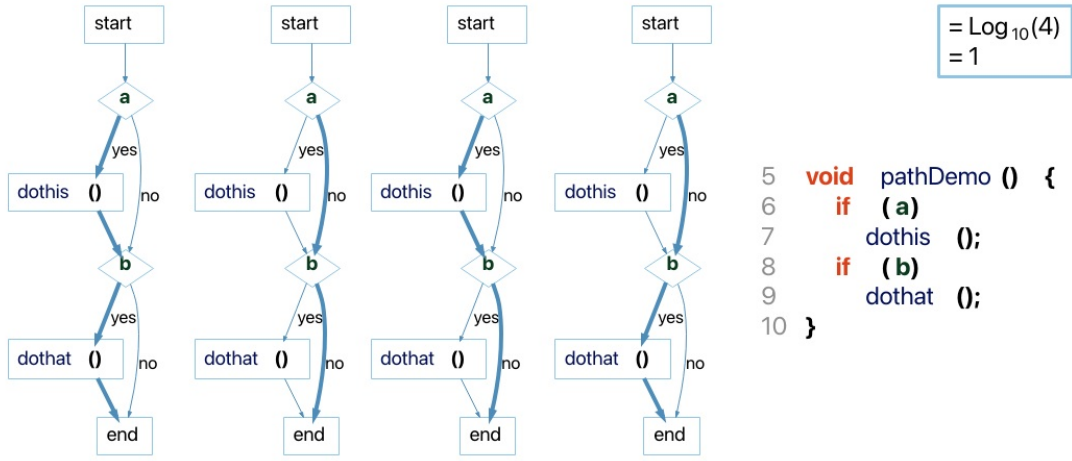 start
a
yes
no
dothis ()
b
yes
no
dothat ()
end
start
a
yes
no
dothis ()
b
yes
no
dothat ()
end
start
a
yes
no
dothis ()
b
yes
no
dothat ()
end
start
a
yes
no
dothis ()
b
yes
no
dothat ()
end
= Log10(4)
= 1
5 void pathDemo () {
6 if (a)
7 dothis ();
8 if (b)
9 dothat ();
10 }